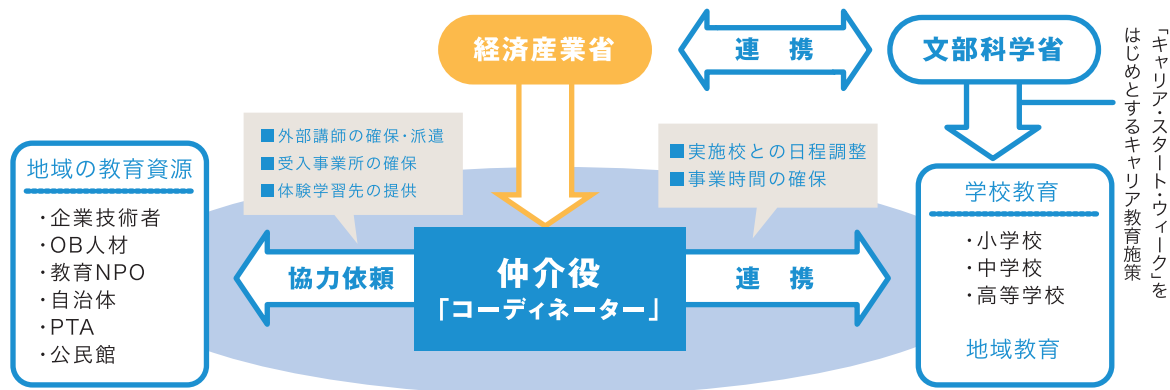 経済産業省
連 携
文部科学省
「キャリア・スタート・ウィーク」を
はじめとするキャリア教育施策
■外部講師の確保・派遣
■受入事業所の確保
■体験学習先の提供
■実施校との日程調整
■事業時間の確保
地域の教育資源
・企業技術者
・OB人材
・教育NPO
・自治体
・PTA
・公民館
協力依頼
仲介役
「コーディネーター」
連 携
学校教育
・小学校
・中学校
・高等学校
地域教育